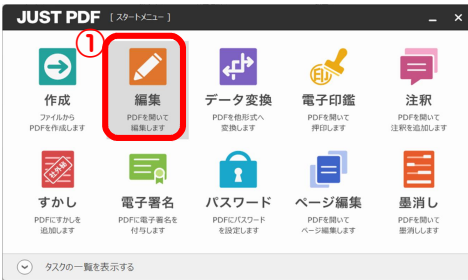 JUST PDF [ スタートメニュー ]
①
作成
ファイルから
PDFを作成します
編集
PDFを開いて
編集します
データ変換
PDFを他形式へ
変換します
電子印鑑
PDFを開いて
押印します
注釈
PDFを開いて
注釈を追加します
社外秘
すかし
PDFにすかしを
追加します
電子署名
PDFに電子署名を
付与します
パスワード
PDFにパスワード
を設定します
ページ編集
PDFを開いて
ページ編集します
墨消し
PDFを開いて
墨消しします
タスクの一覧を表示する